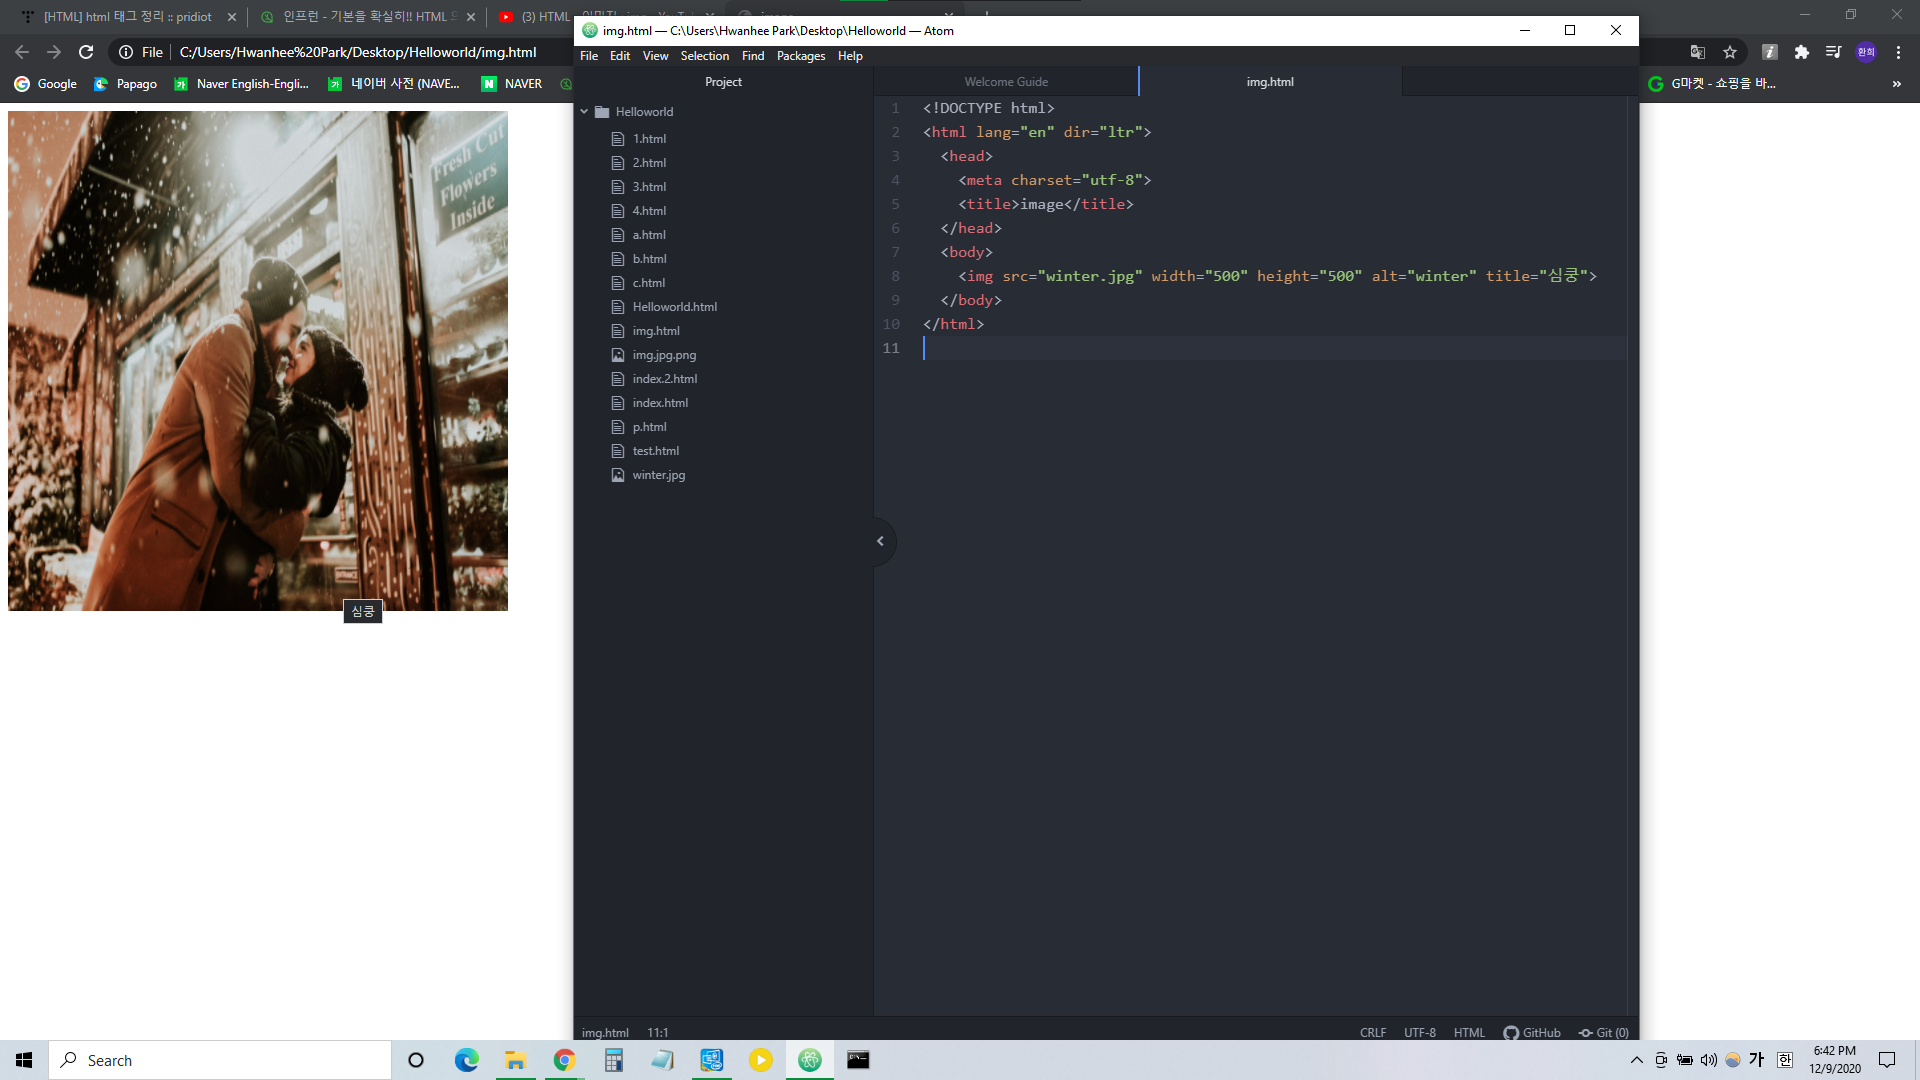 [HTML] html 태그 정리 :: pridiot
인프런 - 기본을 확실히!! HTML
(3) HTML
File C:/Users/Hwanhee%20Park/Desktop/Helloworld/img.html
환희
Google Papago Naver English-Engli... 네이버 사전 (NAVE... NAVER
G마켓 - 쇼핑을 바...
»
Fresh Cut
Flowers
Inside
심쿵
img.html — C:\Users\Hwanhee Park\Desktop\Helloworld — Atom
File Edit View Selection Find Packages Help
Project
Helloworld
1.html
2.html
3.html
4.html
a.html
b.html
c.html
Helloworld.html
img.html
img.jpg.png
index.2.html
index.html
p.html
test.html
winter.jpg
Welcome Guide img.html
1 <!DOCTYPE html>
2 <html lang="en" dir="ltr">
3 <head>
4 <meta charset="utf-8">
5 <title>image</title>
6 </head>
7 <body>
8 <img src="winter.jpg" width="500" height="500" alt="winter" title="심쿵">
9 </body>
10 </html>
11
img.html 11:1 CRLF UTF-8 HTML GitHub Git (0)
Search
가 한
6:42 PM
12/9/2020